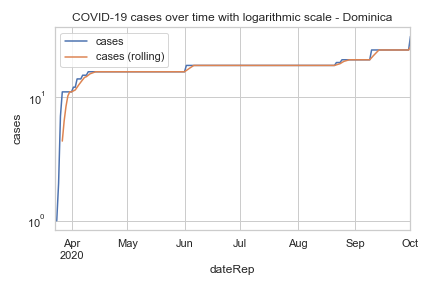 COVID-19 cases over time with logarithmic scale - Dominica
cases
cases (rolling)
10¹
10⁰
cases
Apr May Jun Jul Aug Sep Oct
2020
dateRep